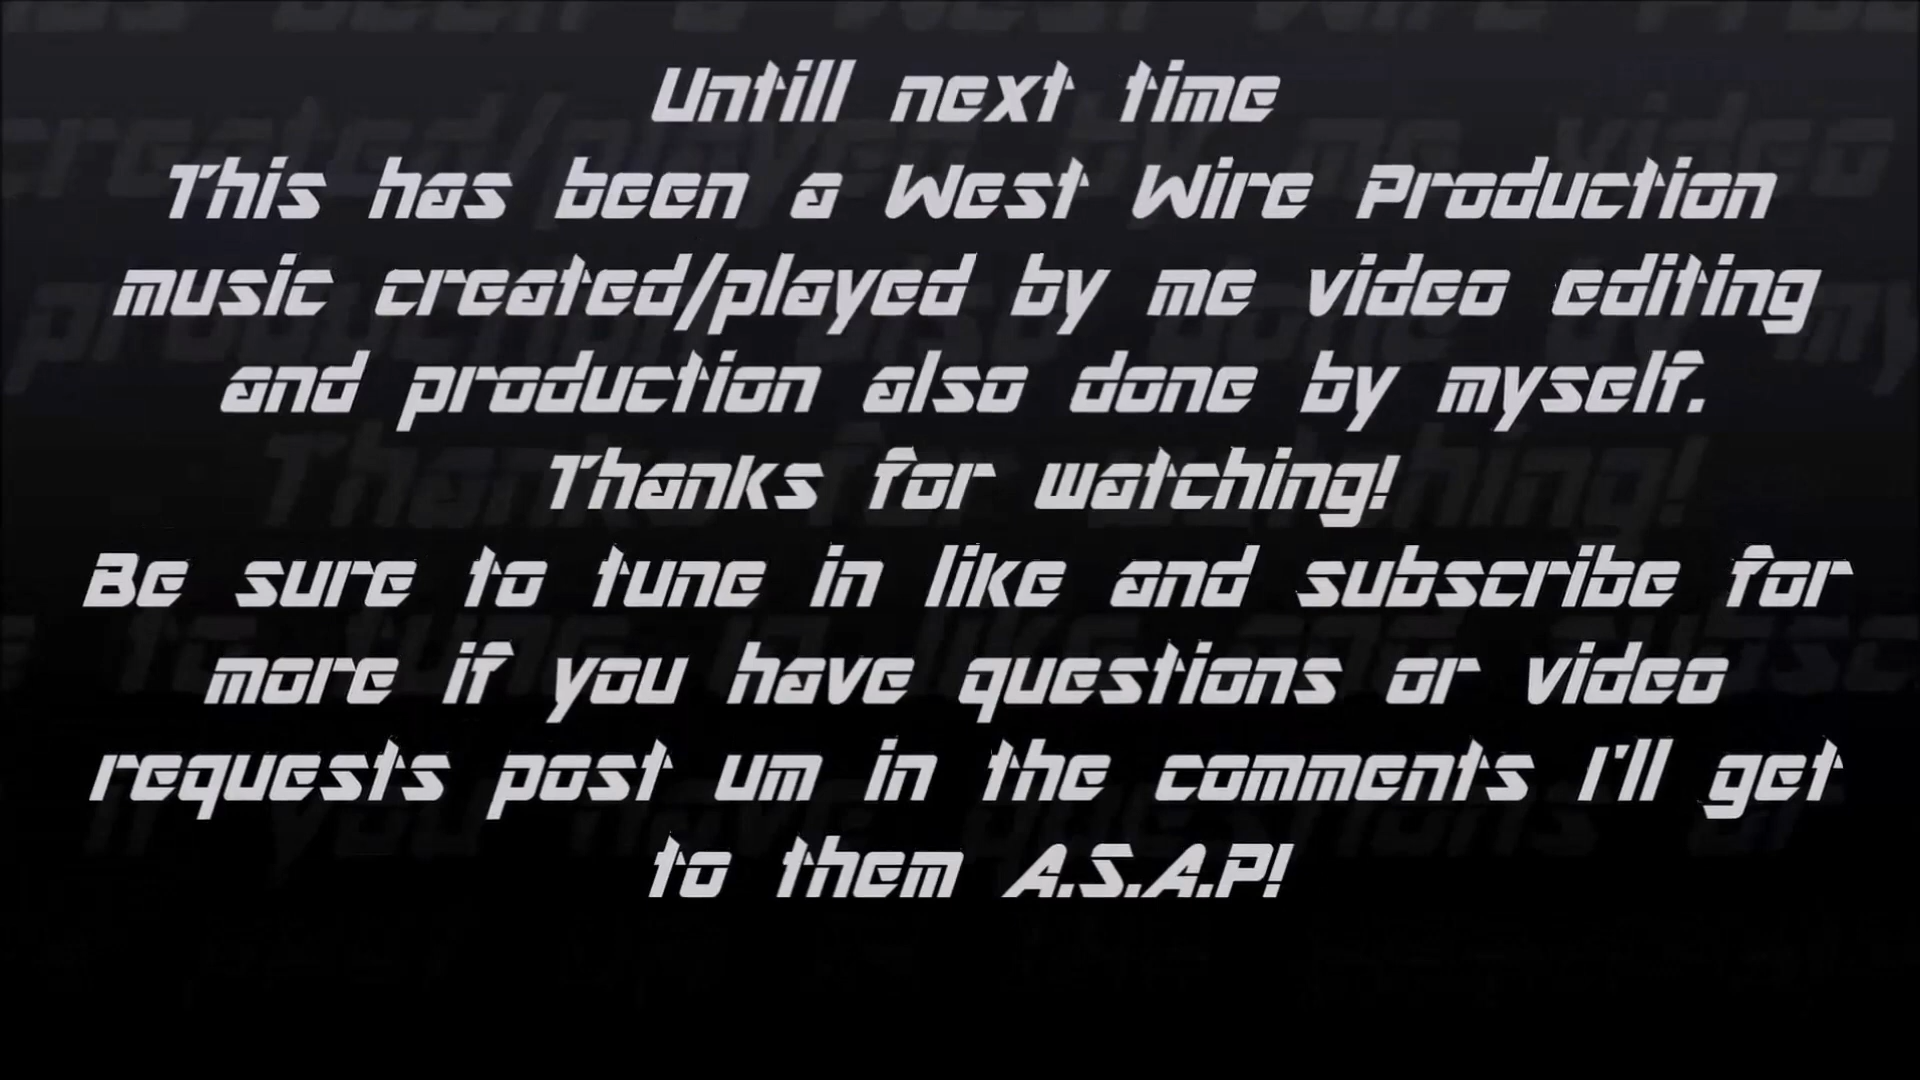 Untill next time
This has been a West Wire Production
music created/played by me video editing
and production also done by myself.
Thanks for watching!
Be sure to tune in like and subscribe for
more if you have questions or video
requests post um in the comments I'll get
to them A.S.A.P!